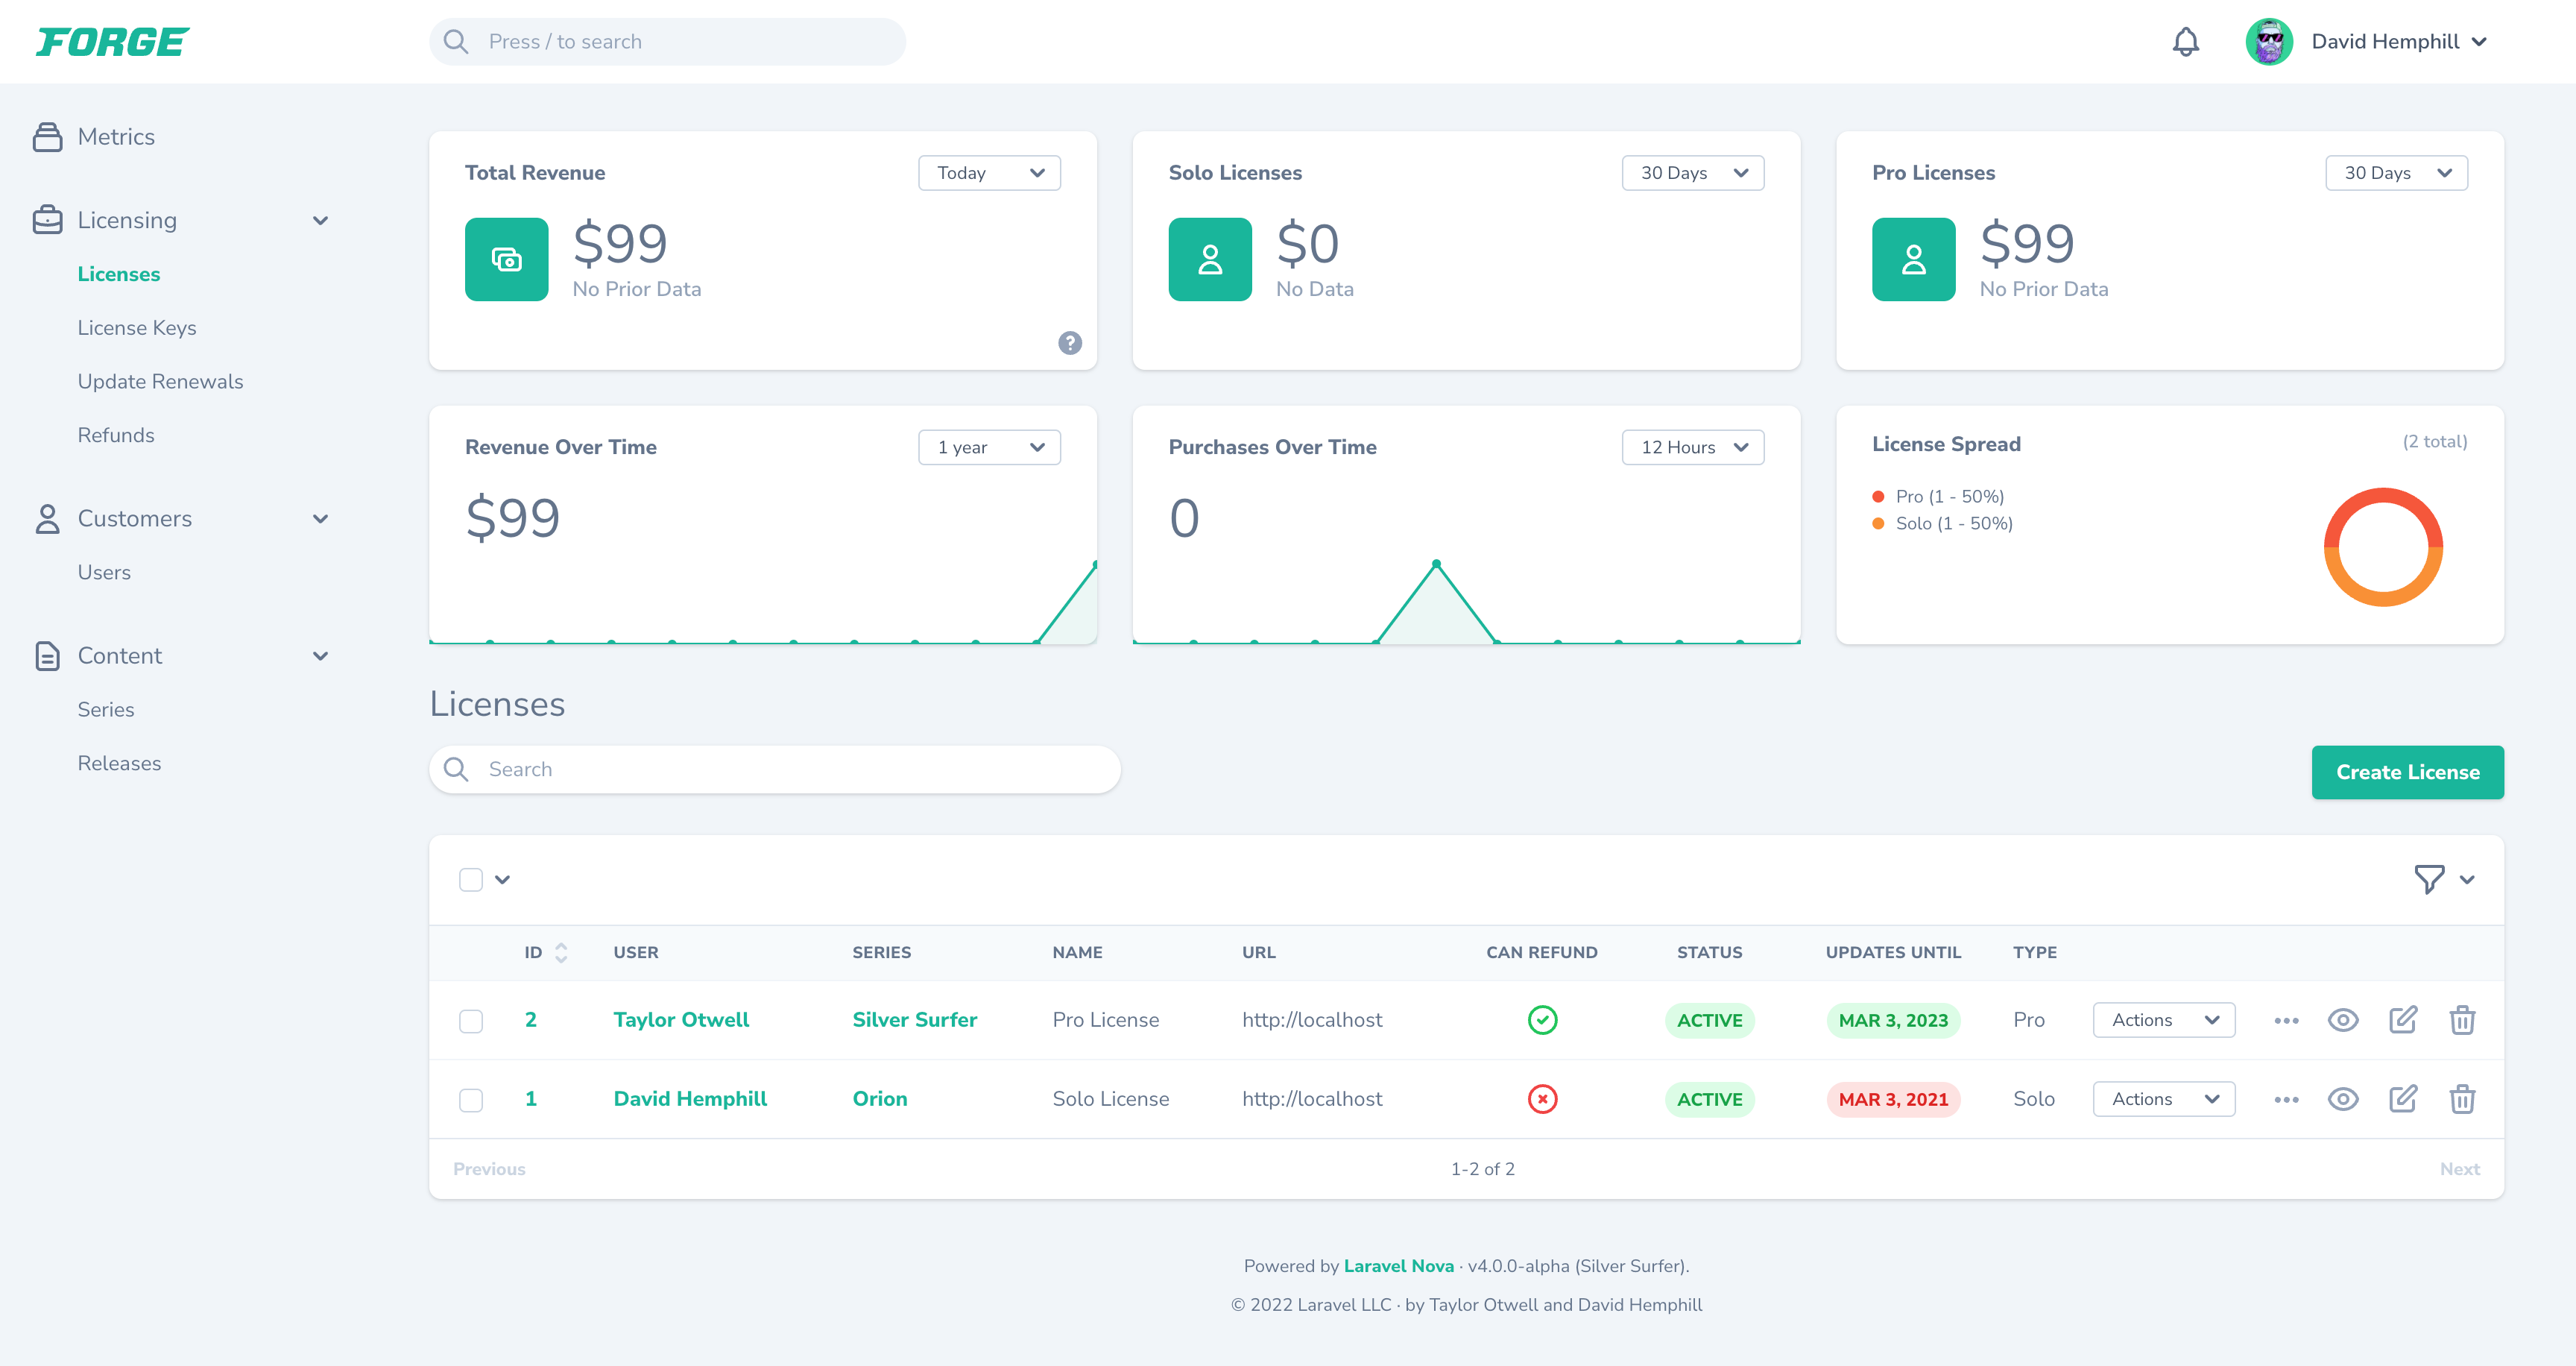 FORGE
Press / to search
David Hemphill
Metrics
Licensing
Licenses
License Keys
Update Renewals
Refunds
Customers
Users
Content
Series
Releases
Total Revenue
Today
$99
No Prior Data
?
Solo Licenses
30 Days
$0
No Data
Pro Licenses
30 Days
$99
No Prior Data
Revenue Over Time
1 year
$99
Purchases Over Time
12 Hours
0
License Spread
(2 total)
Pro (1 - 50%)
Solo (1 - 50%)
Licenses
Search
Create License
ID USER SERIES NAME URL CAN REFUND STATUS UPDATES UNTIL TYPE
2 Taylor Otwell Silver Surfer Pro License http://localhost ACTIVE MAR 3, 2023 Pro Actions
1 David Hemphill Orion Solo License http://localhost ACTIVE MAR 3, 2021 Solo Actions
Previous 1-2 of 2 Next
Powered by Laravel Nova · v4.0.0-alpha (Silver Surfer).
© 2022 Laravel LLC · by Taylor Otwell and David Hemphill